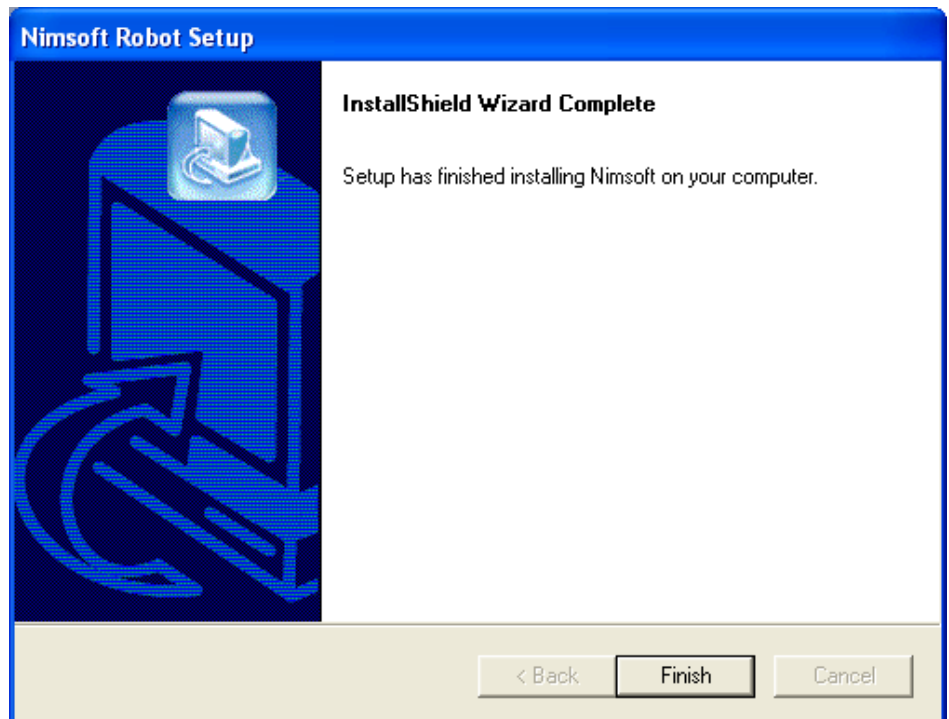 Nimsoft Robot Setup
InstallShield Wizard Complete
Setup has finished installing Nimsoft on your computer.
< Back
Finish
Cancel